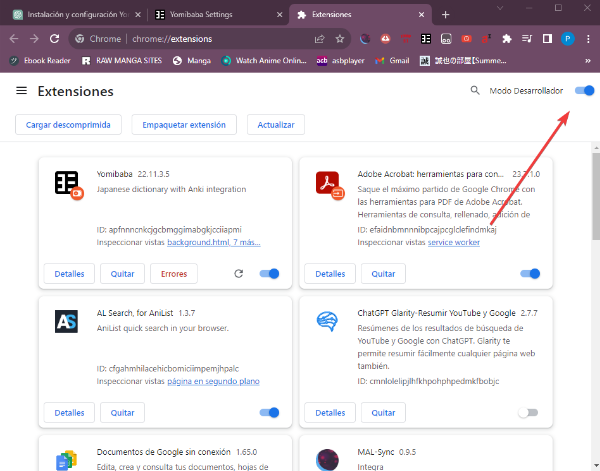 Instalación y configuración Yom
Yomibaba Settings
Extensiones
Chrome | chrome://extensions
Ebook Reader
RAW MANGA SITES
Manga
Watch Anime Onlin...
asbplayer
Gmail
誠也の部屋【Summe...
Extensiones
Modo Desarrollador
Cargar descomprimida
Empaquetar extensión
Actualizar
Yomibaba 22.11.3.5
Japanese dictionary with Anki integration
ID: apfnnncnkcjgcbmggimabgkjcciiapmi
Inspeccionar vistas background.html, 7 más...
Detalles
Quitar
Errores
Adobe Acrobat: herramientas para con...
Saque el máximo partido de Google Chrome con
las herramientas para PDF de Adobe Acrobat.
Herramientas de consulta, rellenado, adición de
ID: efaidnbmnnnibpcajpcglclefindmkaj
Inspeccionar vistas service worker
Detalles
Quitar
AL Search, for AniList 1.3.7
AniList quick search in your browser.
ID: cfgahmhilacehicbomiciimpemjhpalc
Inspeccionar vistas página en segundo plano
Detalles
Quitar
ChatGPT Glarity-Resumir YouTube y Google 2.7.7
Resúmenes de los resultados de búsqueda de
YouTube y Google con ChatGPT. Glarity te
permite resumir fácilmente cualquier página web
también.
ID: cmnlolelipjlhfkhpohphpedmkfbobjc
Detalles
Quitar
Documentos de Google sin conexión 1.65.0
Edita, crea y consulta tus documentos, hojas de
MAL-Sync 0.9.5
Integra